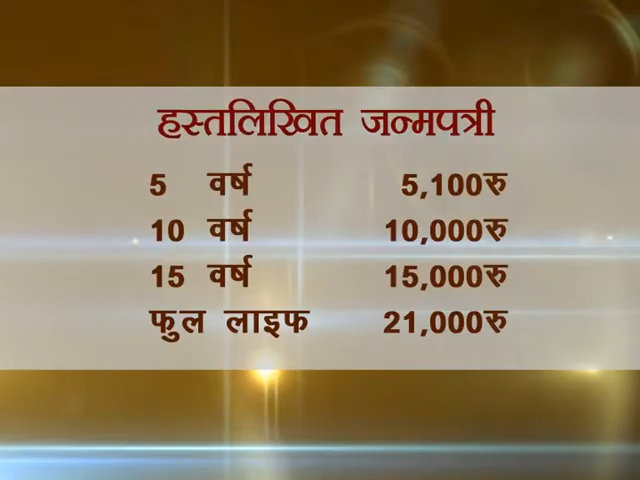 हस्तलिखित जन्मपत्री
5 वर्ष 5,100रु
10 वर्ष 10,000रु
15 वर्ष 15,000रु
फुल लाइफ 21,000रु